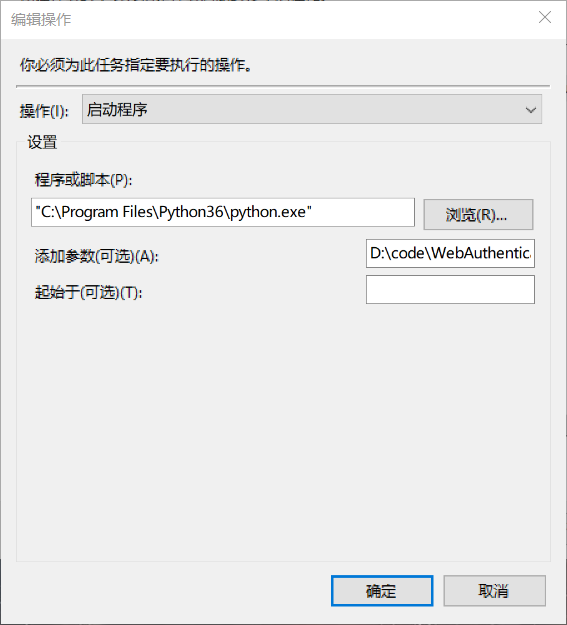 编辑操作
你必须为此任务指定要执行的操作。
操作(I):
启动程序
设置
程序或脚本(P):
"C:\Program Files\Python36\python.exe"
浏览(R)...
添加参数(可选)(A):
D:\code\WebAuthentic
起始于(可选)(T):
确定
取消